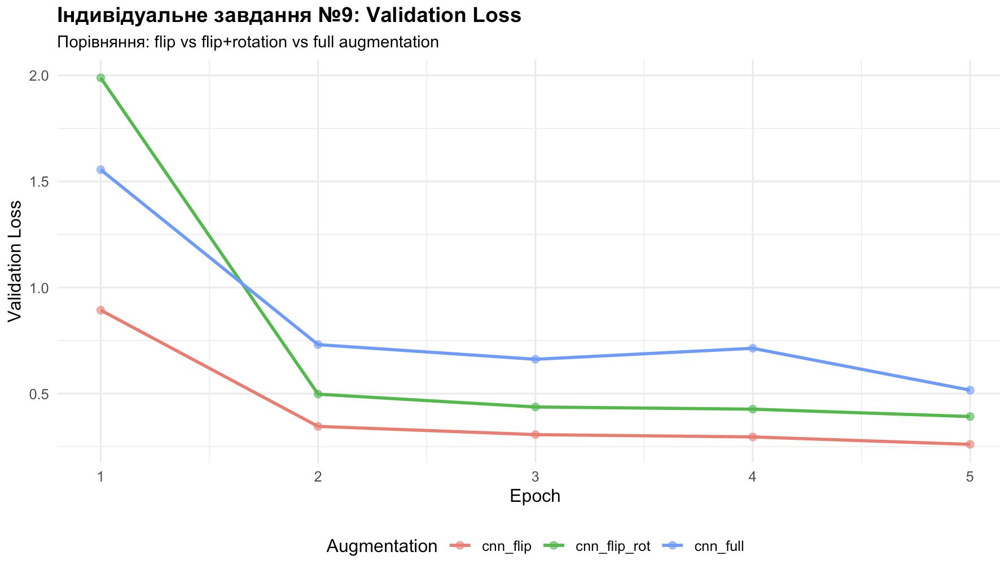 Індивідуальне завдання №9: Validation Loss
Порівняння: flip vs flip+rotation vs full augmentation
Validation Loss
2.0
1.5
1.0
0.5
1 2 3 4 5
Epoch
Augmentation cnn_flip cnn_flip_rot cnn_full